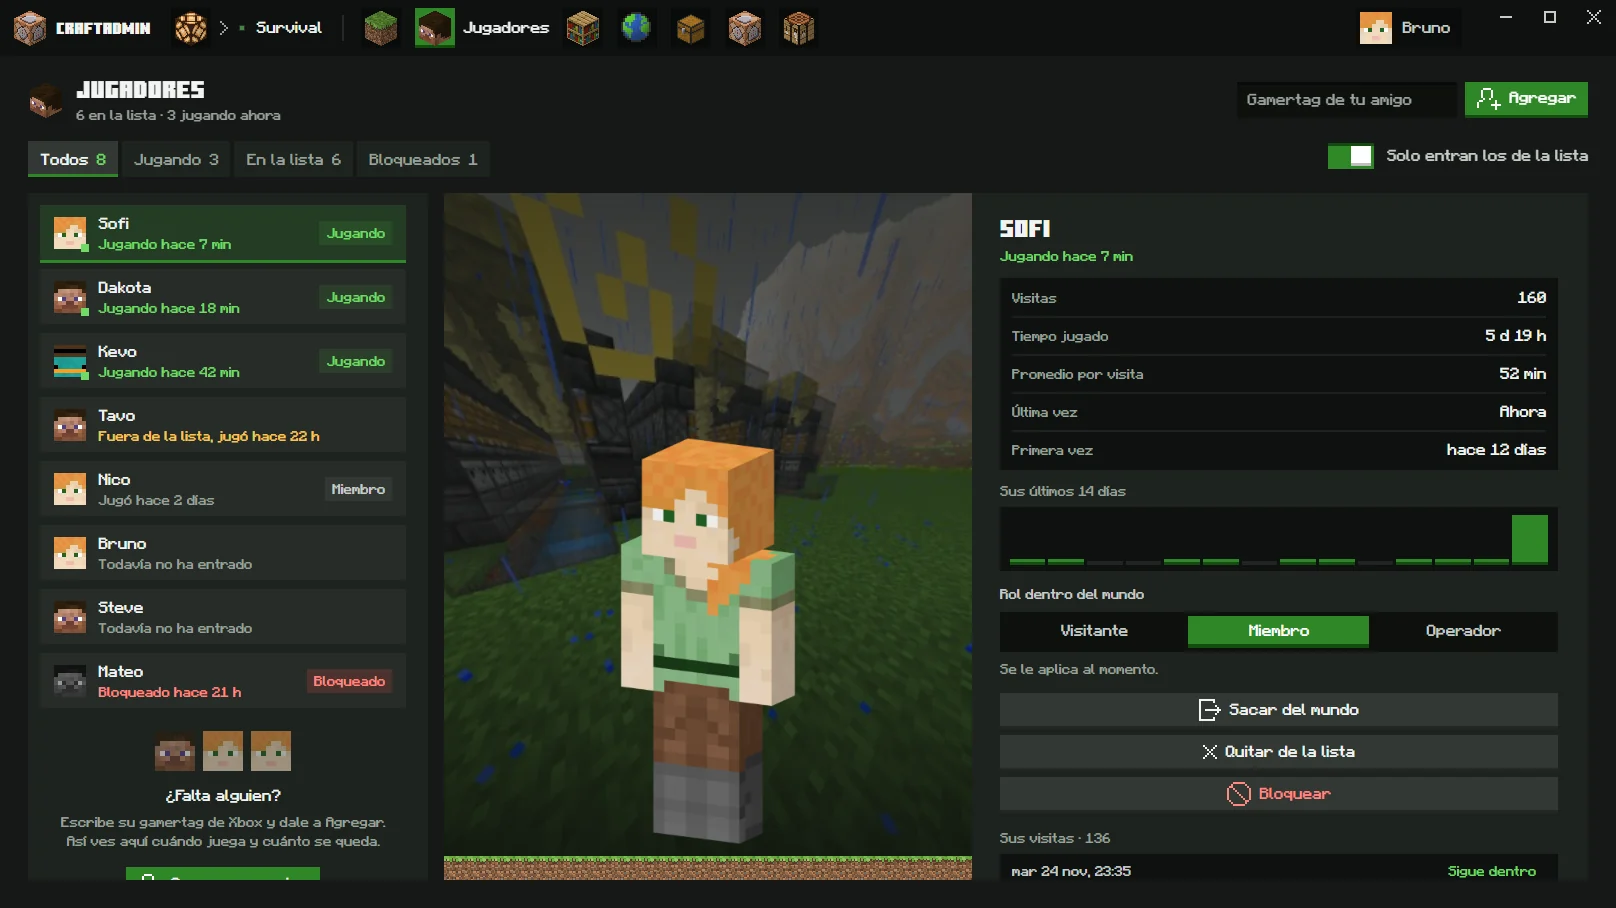 CRAFTADMIN
Survival
Jugadores
Bruno
JUGADORES
6 en la lista · 3 jugando ahora
Gamertag de tu amigo
Agregar
Todos 8
Jugando 3
En la lista 6
Bloqueados 1
Solo entran los de la lista
Sofi
Jugando hace 7 min
Jugando
Dakota
Jugando hace 18 min
Jugando
Kevo
Jugando hace 42 min
Jugando
Tavo
Fuera de la lista, jugó hace 22 h
Nico
Jugó hace 2 días
Miembro
Bruno
Todavía no ha entrado
Steve
Todavía no ha entrado
Mateo
Bloqueado hace 21 h
Bloqueado
¿Falta alguien?
Escribe su gamertag de Xbox y dale a Agregar.
Así ves aquí cuándo juega y cuánto se queda.
SOFI
Jugando hace 7 min
Visitas 160
Tiempo jugado 5 d 19 h
Promedio por visita 52 min
Última vez Ahora
Primera vez hace 12 días
Sus últimos 14 días
Rol dentro del mundo
Visitante
Miembro
Operador
Se le aplica al momento.
Sacar del mundo
Quitar de la lista
Bloquear
Sus visitas · 136
mar 24 nov, 23:35 Sigue dentro